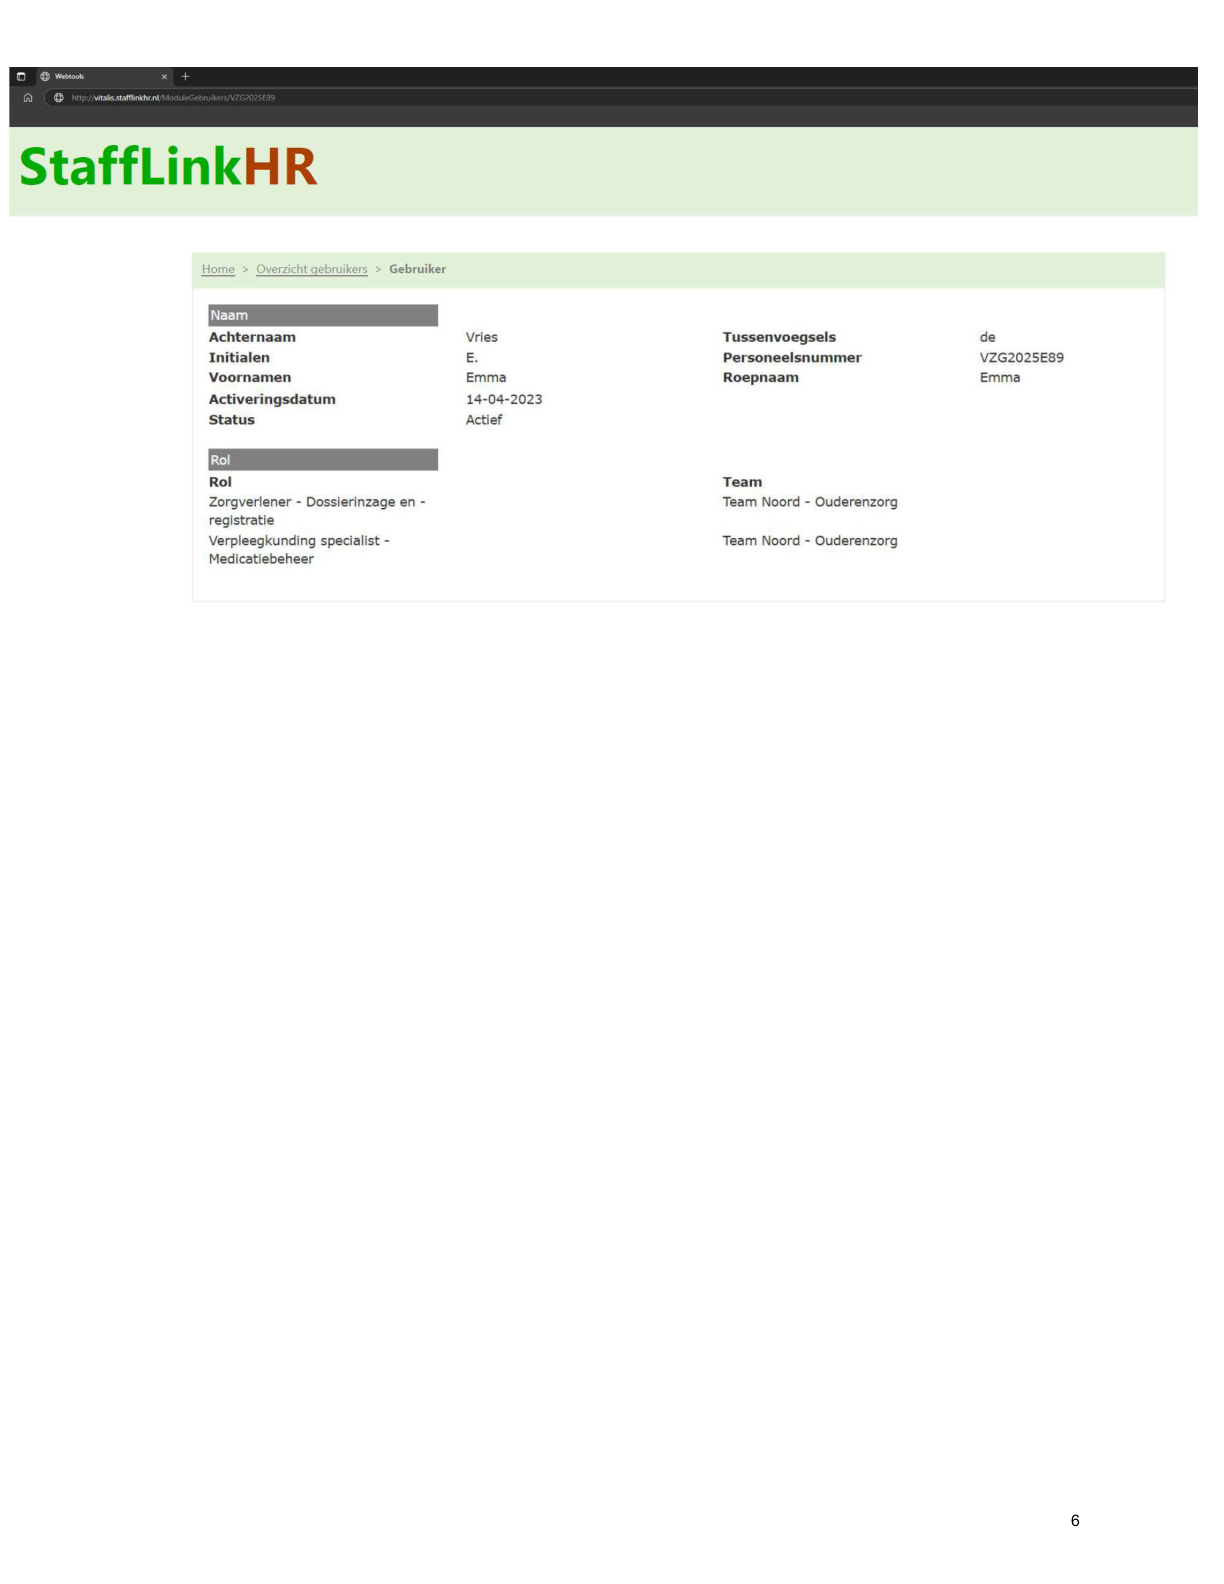 Webtools
http://vitalis.stafflinkhr.nl/ModuleGebruikers/VZG2025E89
StaffLinkHR
Home > Overzicht gebruikers > Gebruiker
Naam
Achternaam Vries Tussenvoegsels de
Initialen E. Personeelsnummer VZG2025E89
Voornamen Emma Roepnaam Emma
Activeringsdatum 14-04-2023
Status Actief
Rol
Rol Team
Zorgverlener - Dossierinzage en - Team Noord - Ouderenzorg
registratie
Verpleegkunding specialist - Team Noord - Ouderenzorg
Medicatiebeheer
6